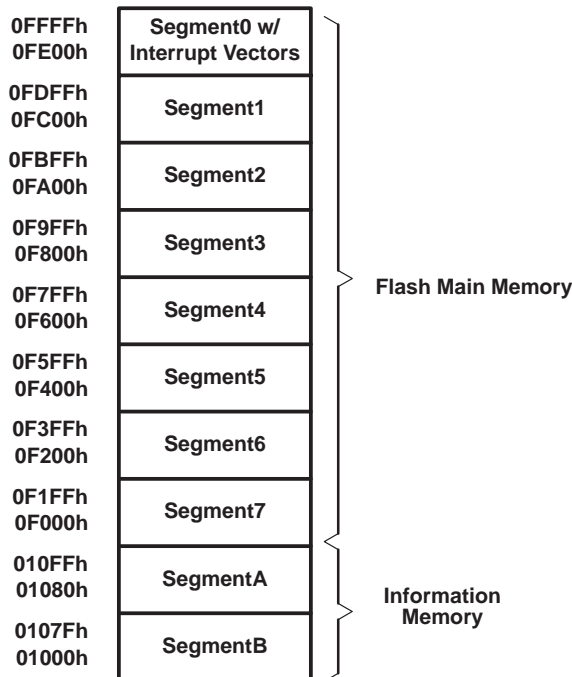 0FFFFh
0FE00h
Segment0 w/
Interrupt Vectors
0FDFFh
0FC00h
Segment1
0FBFFh
0FA00h
Segment2
0F9FFh
0F800h
Segment3
0F7FFh
0F600h
Segment4
0F5FFh
0F400h
Segment5
0F3FFh
0F200h
Segment6
0F1FFh
0F000h
Segment7
Flash Main Memory
010FFh
01080h
SegmentA
0107Fh
01000h
SegmentB
Information
Memory